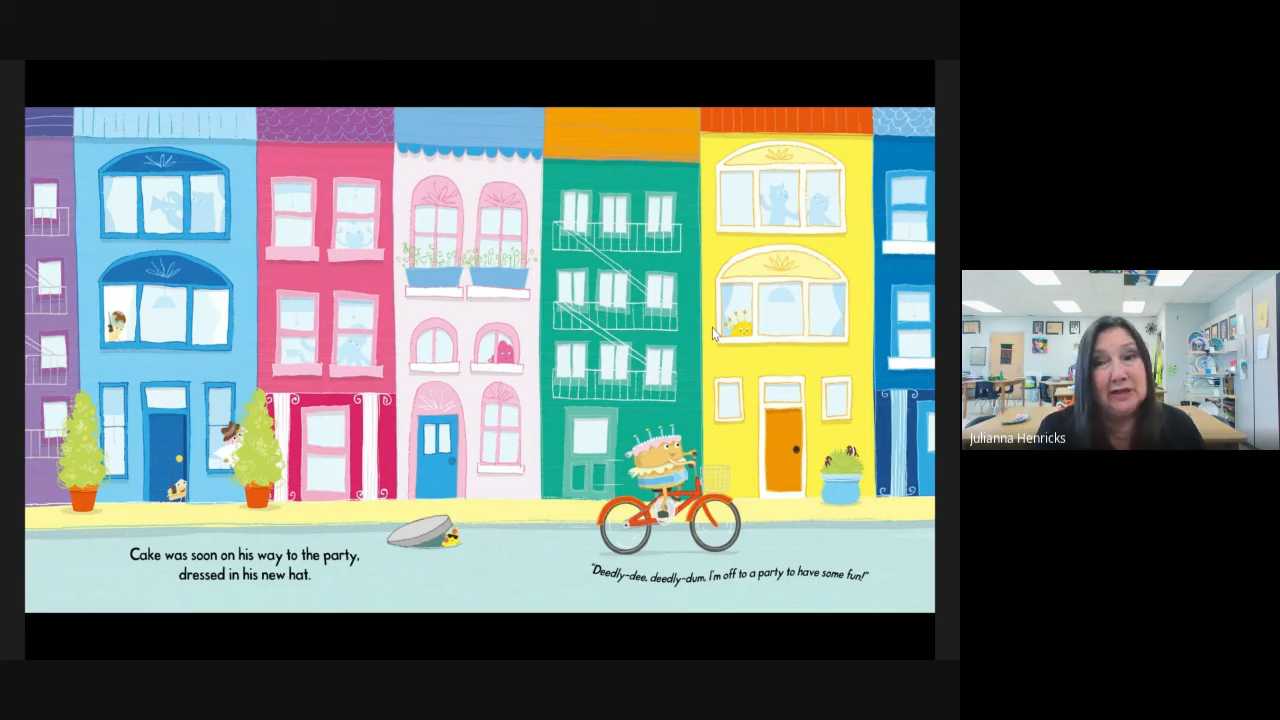 Cake was soon on his way to the party,
dressed in his new hat.
"Deedly-dee, deedly-dum, I'm off to a party to have some fun!"
Julianna Henricks